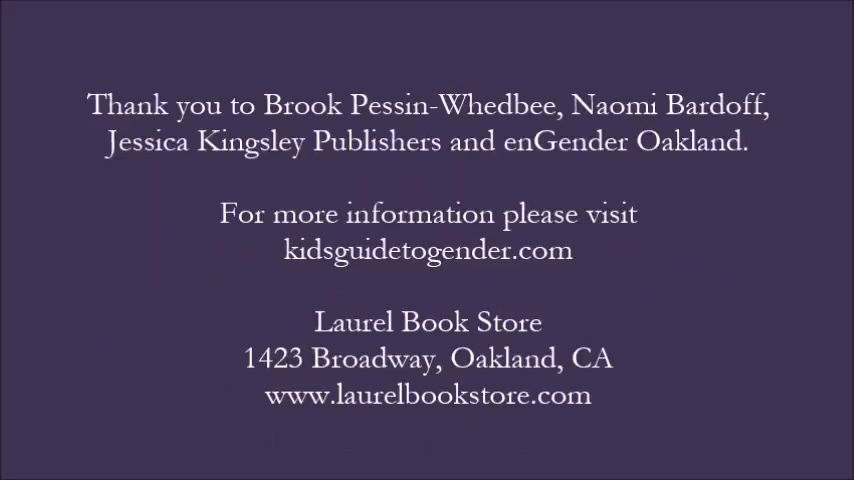 Thank you to Brook Pessin-Whedbee, Naomi Bardoff,
Jessica Kingsley Publishers and enGender Oakland.
For more information please visit
kidsguidetogender.com
Laurel Book Store
1423 Broadway, Oakland, CA
www.laurelbookstore.com